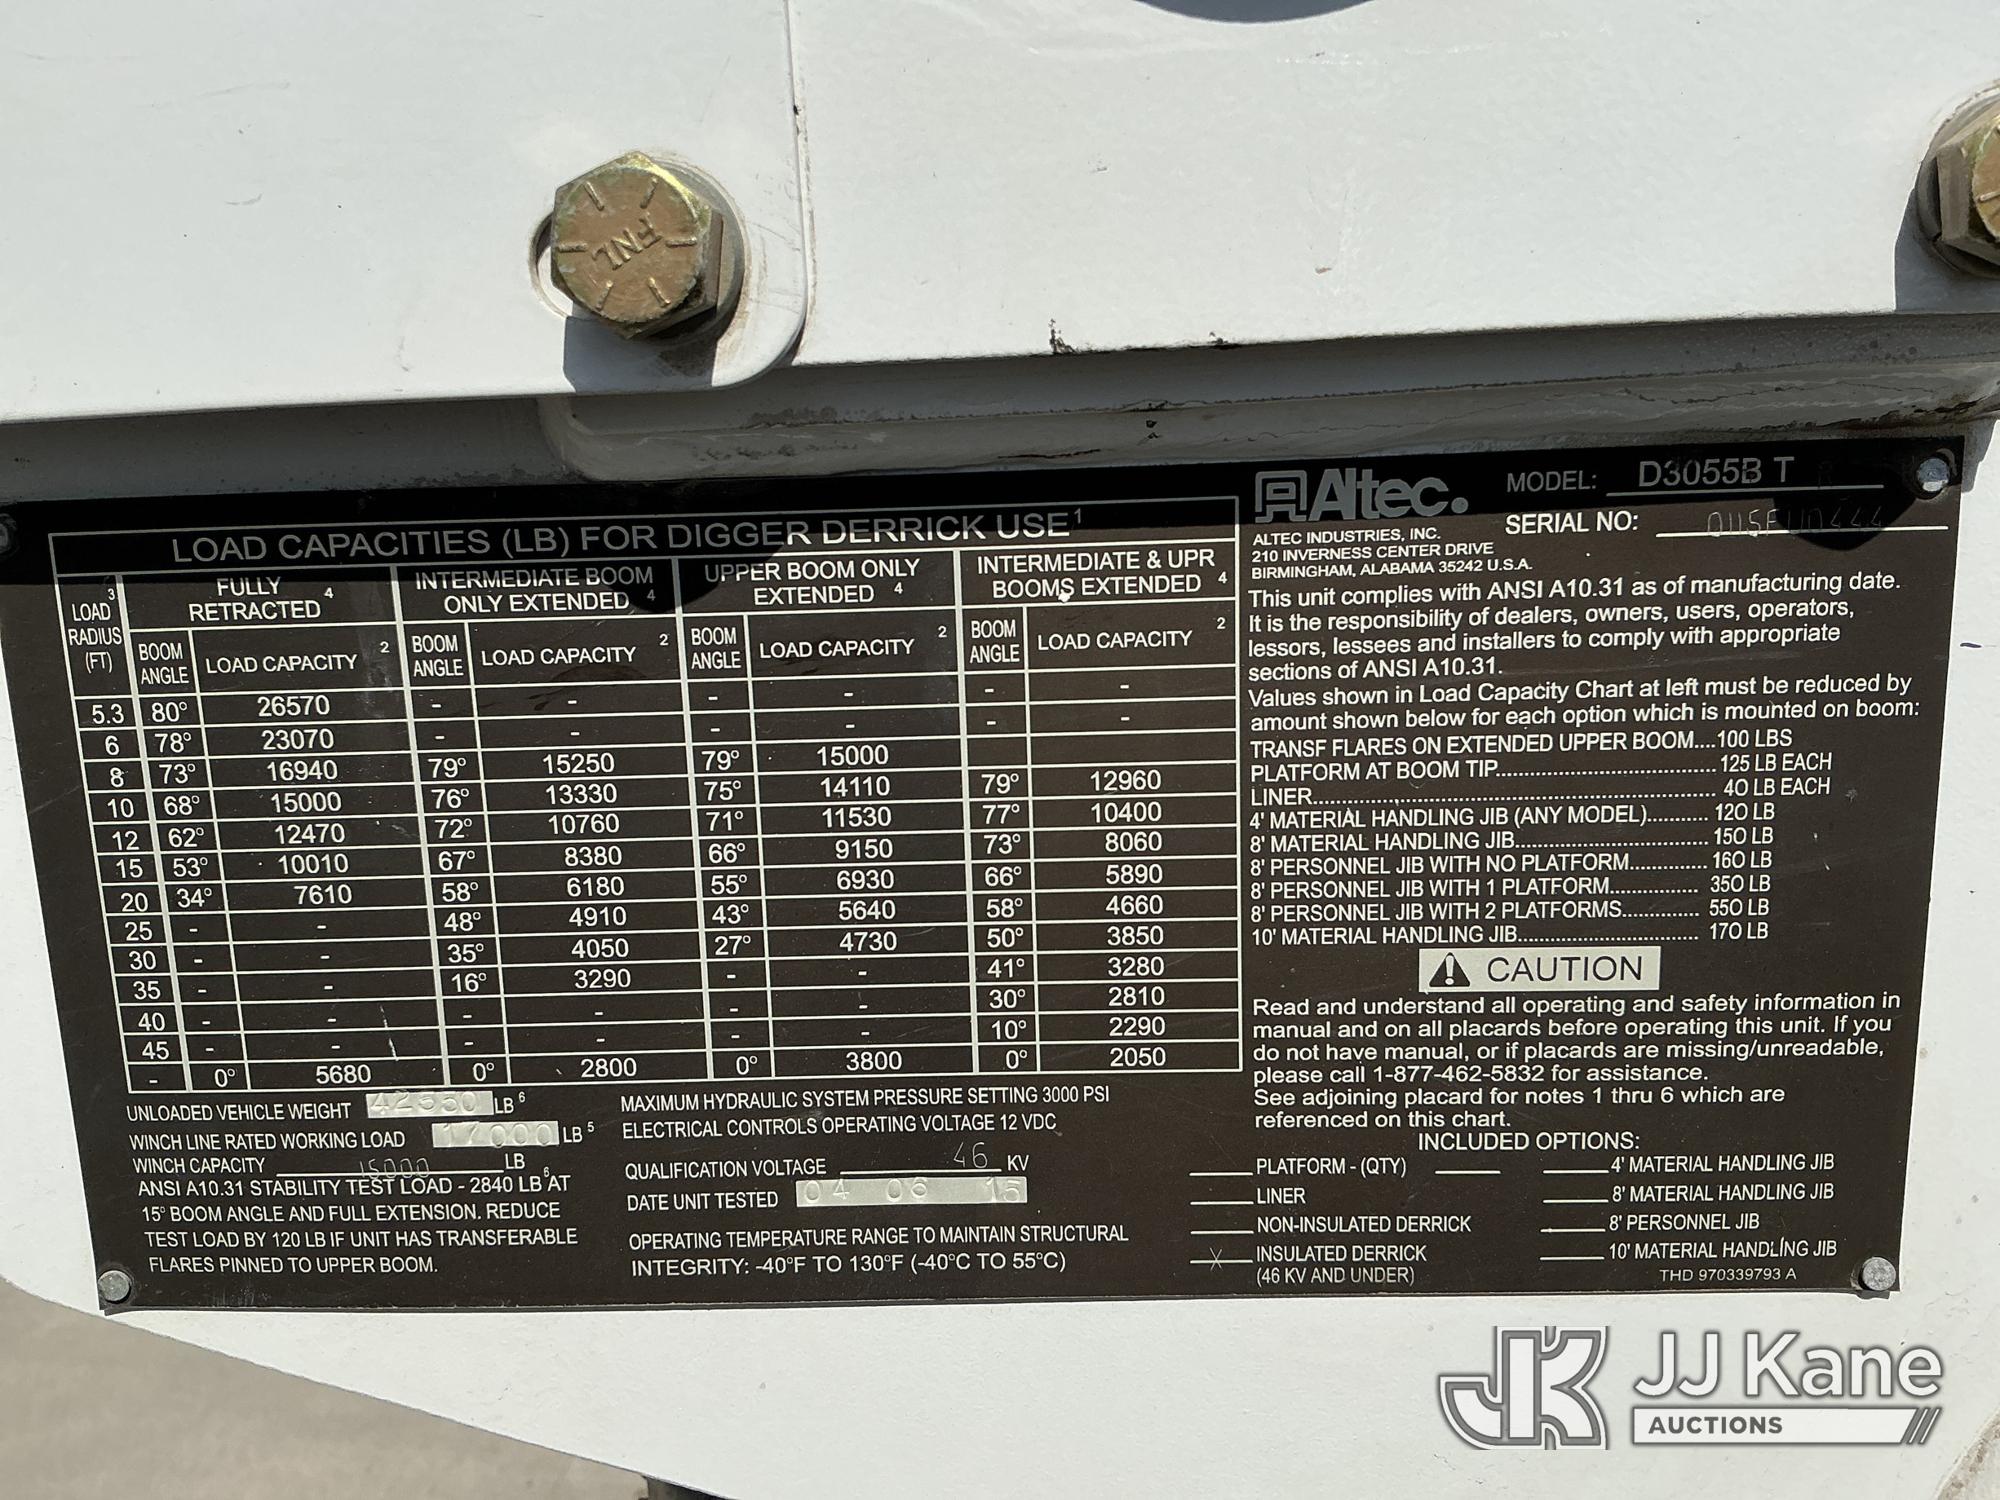 FNL
LOAD CAPACITIES (LB) FOR DIGGER DERRICK USE 1
LOAD 3 RADIUS (FT)
FULLY RETRACTED 4
INTERMEDIATE BOOM ONLY EXTENDED 4
UPPER BOOM ONLY EXTENDED 4
INTERMEDIATE & UPR BOOMS EXTENDED 4
BOOM ANGLE LOAD CAPACITY 2 BOOM ANGLE LOAD CAPACITY 2 BOOM ANGLE LOAD CAPACITY 2 BOOM ANGLE LOAD CAPACITY 2
5.3 80° 26570 - - - - - -
6 78° 23070 - - - - - -
8 73° 16940 79° 15250 79° 15000
10 68° 15000 76° 13330 75° 14110 79° 12960
12 62° 12470 72° 10760 71° 11530 77° 10400
15 53° 10010 67° 8380 66° 9150 73° 8060
20 34° 7610 58° 6180 55° 6930 66° 5890
25 - - 48° 4910 43° 5640 58° 4660
30 - - 35° 4050 27° 4730 50° 3850
35 - - 16° 3290 - - 41° 3280
40 - - - - - - 30° 2810
45 - - - - - - 10° 2290
- 0° 5680 0° 2800 0° 3800 0° 2050
UNLOADED VEHICLE WEIGHT 42550 LB 6
WINCH LINE RATED WORKING LOAD 17000 LB 5
WINCH CAPACITY 15000 LB
ANSI A10.31 STABILITY TEST LOAD - 2840 LB 6 AT
15° BOOM ANGLE AND FULL EXTENSION. REDUCE
TEST LOAD BY 120 LB IF UNIT HAS TRANSFERABLE
FLARES PINNED TO UPPER BOOM.
MAXIMUM HYDRAULIC SYSTEM PRESSURE SETTING 3000 PSI
ELECTRICAL CONTROLS OPERATING VOLTAGE 12 VDC
QUALIFICATION VOLTAGE 46 KV
DATE UNIT TESTED 04 06 15
OPERATING TEMPERATURE RANGE TO MAINTAIN STRUCTURAL
INTEGRITY: -40°F TO 130°F (-40°C TO 55°C)
Altec.
MODEL: D3055B T R
ALTEC INDUSTRIES, INC.
210 INVERNESS CENTER DRIVE
BIRMINGHAM, ALABAMA 35242 U.S.A.
SERIAL NO:
This unit complies with ANSI A10.31 as of manufacturing date.
It is the responsibility of dealers, owners, users, operators,
lessors, lessees and installers to comply with appropriate
sections of ANSI A10.31.
Values shown in Load Capacity Chart at left must be reduced by
amount shown below for each option which is mounted on boom:
TRANSF FLARES ON EXTENDED UPPER BOOM....100 LBS
PLATFORM AT BOOM TIP.....125 LB EACH
LINER.....40 LB EACH
4' MATERIAL HANDLING JIB (ANY MODEL).....120 LB
8' MATERIAL HANDLING JIB.....150 LB
8' PERSONNEL JIB WITH NO PLATFORM.....160 LB
8' PERSONNEL JIB WITH 1 PLATFORM.....350 LB
8' PERSONNEL JIB WITH 2 PLATFORMS.....550 LB
10' MATERIAL HANDLING JIB.....170 LB
CAUTION
Read and understand all operating and safety information in
manual and on all placards before operating this unit. If you
do not have manual, or if placards are missing/unreadable,
please call 1-877-462-5832 for assistance.
See adjoining placard for notes 1 thru 6 which are
referenced on this chart.
INCLUDED OPTIONS:
PLATFORM - (QTY)
LINER
NON-INSULATED DERRICK
X INSULATED DERRICK
(46 KV AND UNDER)
4' MATERIAL HANDLING JIB
8' MATERIAL HANDLING JIB
8' PERSONNEL JIB
10' MATERIAL HANDLING JIB
THD 970339793 A
JK JJ Kane
AUCTIONS